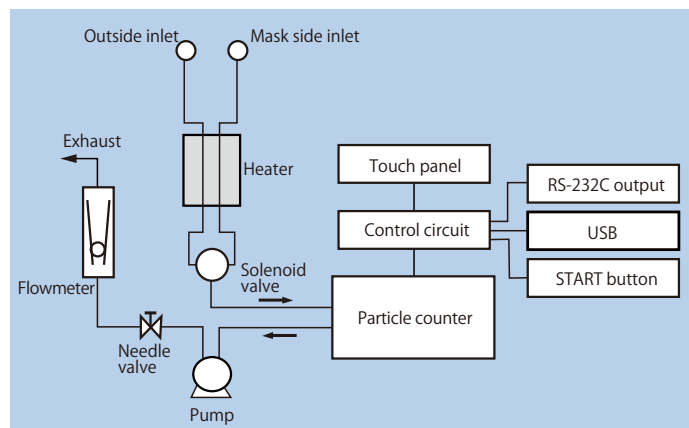 Outside inlet
Mask side inlet
Exhaust
Heater
Touch panel
RS-232C output
Control circuit
USB
Solenoid
valve
START button
Flowmeter
Particle counter
Needle
valve
Pump